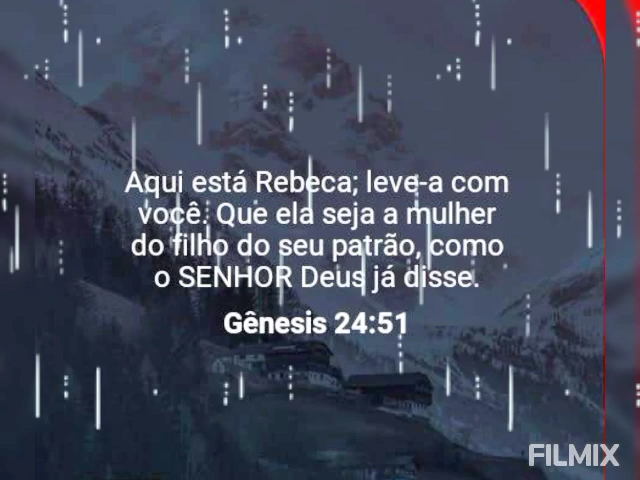 Aqui está Rebeca; leve-a com
você. Que ela seja a mulher
do filho do seu patrão, como
o SENHOR Deus já disse.
Gênesis 24:51
FILMIX